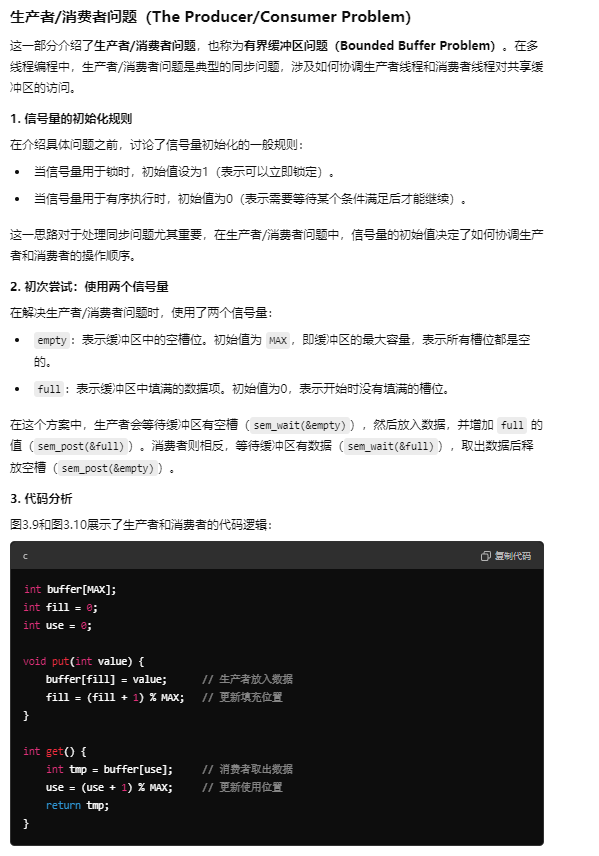 生产者/消费者问题（The Producer/Consumer Problem）
这一部分介绍了生产者/消费者问题，也称为有界缓冲区问题（Bounded Buffer Problem）。在多
线程编程中，生产者/消费者问题是典型的同步问题，涉及如何协调生产者线程和消费者线程对共享缓
冲区的访问。
1. 信号量的初始化规则
在介绍具体问题之前，讨论了信号量初始化的一般规则：
• 当信号量用于锁时，初始值设为1（表示可以立即锁定）。
• 当信号量用于有序执行时，初始值为0（表示需要等待某个条件满足后才能继续）。
这一思路对于处理同步问题尤其重要，在生产者/消费者问题中，信号量的初始值决定了如何协调生产
者和消费者的操作顺序。
2. 初次尝试：使用两个信号量
在解决生产者/消费者问题时，使用了两个信号量：
• empty：表示缓冲区中的空槽位。初始值为 MAX，即缓冲区的最大容量，表示所有槽位都是空
的。
• full：表示缓冲区中填满的数据项。初始值为0，表示开始时没有填满的槽位。
在这个方案中，生产者会等待缓冲区有空槽（sem_wait(&empty)），然后放入数据，并增加 full 的
值（sem_post(&full)）。消费者则相反，等待缓冲区有数据（sem_wait(&full)），取出数据后释
放空槽（sem_post(&empty)）。
3. 代码分析
图3.9和图3.10展示了生产者和消费者的代码逻辑：
c 复制代码
int buffer[MAX];
int fill = 0;
int use = 0;
void put(int value) {
buffer[fill] = value; // 生产者放入数据
fill = (fill + 1) % MAX; // 更新填充位置
}
int get() {
int tmp = buffer[use]; // 消费者取出数据
use = (use + 1) % MAX; // 更新使用位置
return tmp;
}